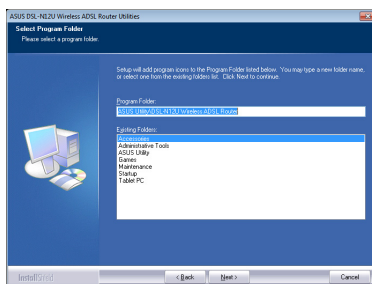 ASUS DSL-N12U Wireless ADSL Router Utilities
Select Program Folder
Please select a program folder.
Setup will add program icons to the Program Folder listed below. You may type a new folder name, or select one from the existing folders list. Click Next to continue.
Program Folder:
ASUS Utility\DSL-N12U Wireless ADSL Router
Existing Folders:
Accessories
Administrative Tools
ASUS Utility
Games
Maintenance
Startup
Tablet PC
InstallShield
< Back
Next >
Cancel